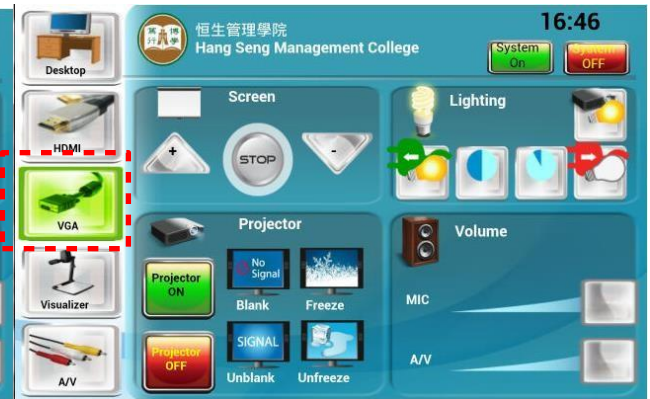 16:46
恒生管理學院
Hang Seng Management College
System
On
System
OFF
Desktop
HDMI
VGA
Visualizer
A/V
Screen
+
STOP
-
Lighting
Projector
Projector
ON
No
Signal
Blank
Freeze
Projector
OFF
SIGNAL
Unblank
Unfreeze
Volume
MIC
A/V